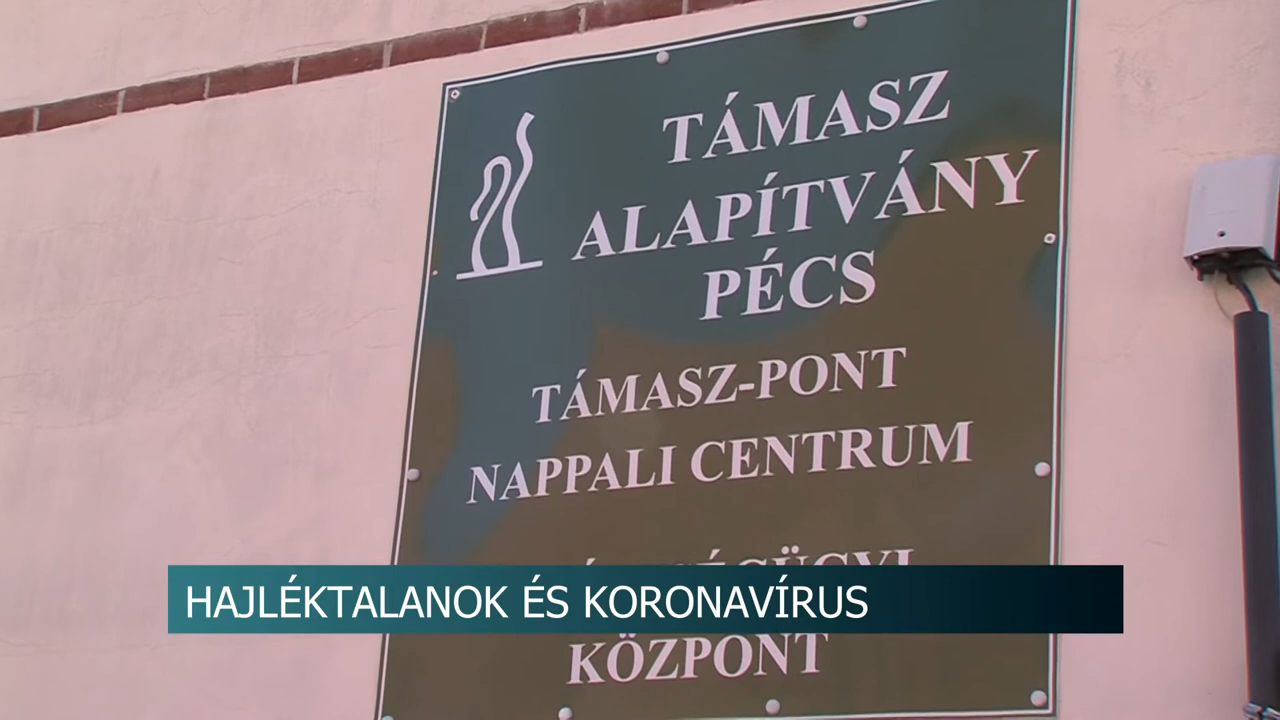 TÁMASZ
ALAPÍTVÁNY
PÉCS
TÁMASZ-PONT
NAPPALI CENTRUM
HAJLÉKTALANOK ÉS KORONAVÍRUS
KÖZPONT